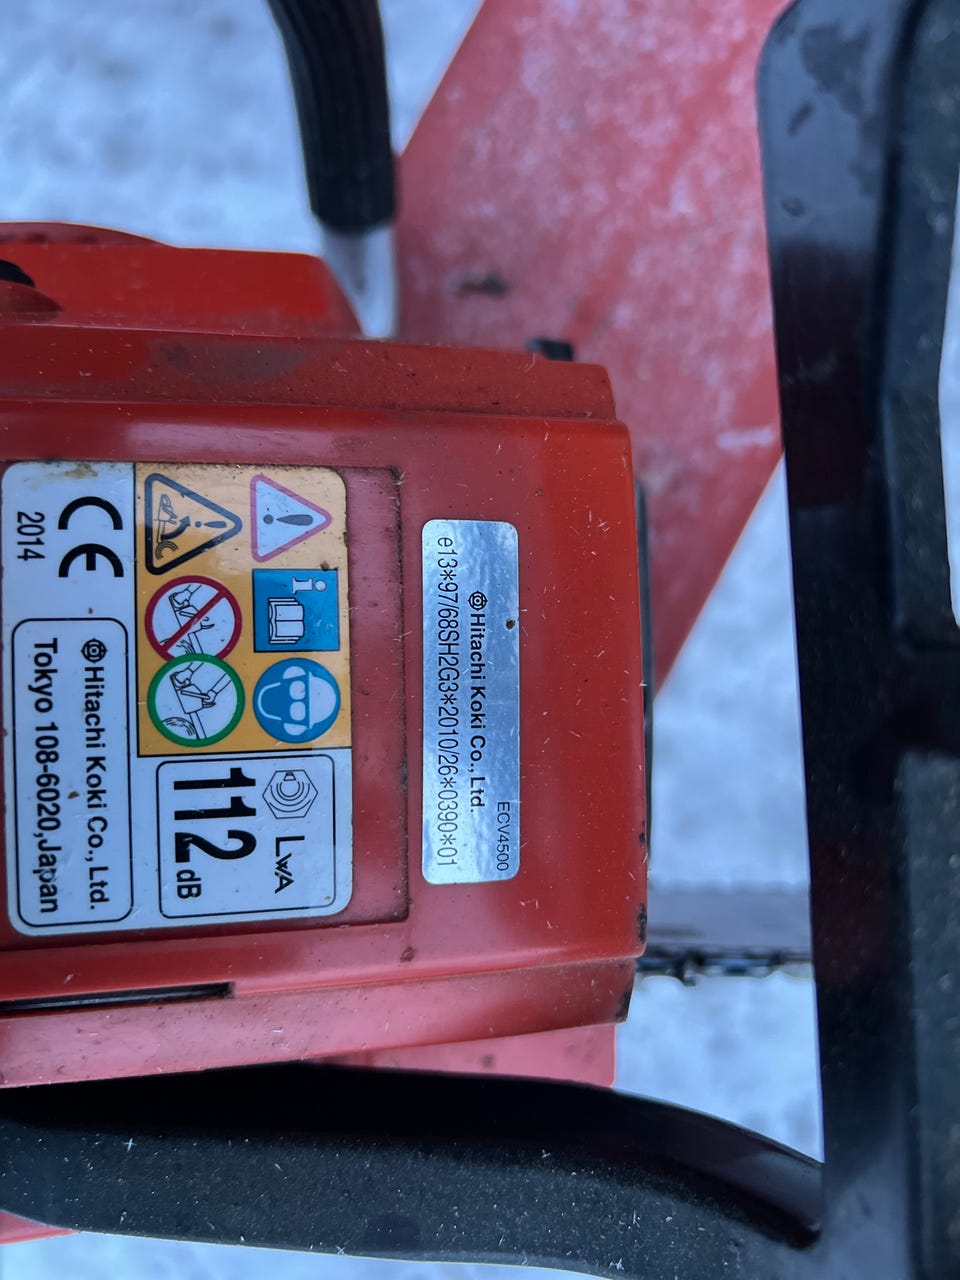 ECV4500
Hitachi Koki Co., Ltd.
e13*97/68SH2G3*2010/26*0390*01
LWA
112 dB
CE
2014
Hitachi Koki Co., Ltd.
Tokyo 108-6020,Japan